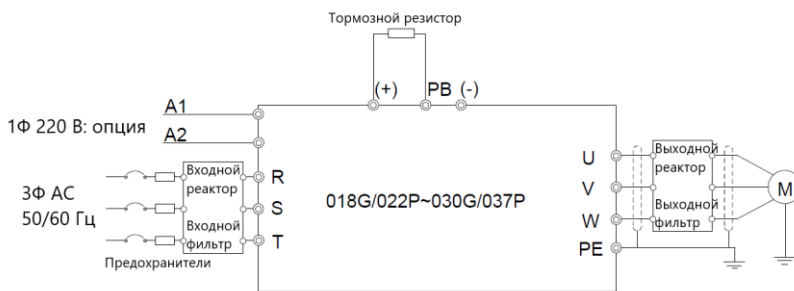 Тормозной резистор
(+) PB (-)
A1
1Ф 220 В: опция
A2
3Ф AC
50/60 Гц
Предохранители
Входной
реактор
Входной
фильтр
R
S
T
018G/022P~030G/037P
U
V
W
PE
Выходной
реактор
Выходной
фильтр
M